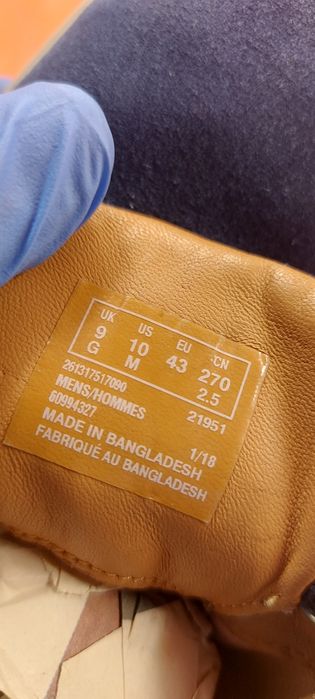 UK US EU CN
9 10 43 270
G M 2.5
261317517090 21951
MENS/HOMMES
60994327 1/18
MADE IN BANGLADESH
FABRIQUÉ AU BANGLADESH